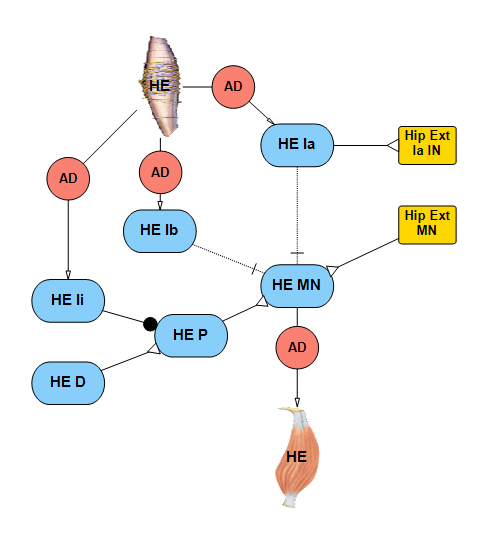 HE
AD
HE Ia
Hip Ext
Ia IN
AD
AD
HE Ib
Hip Ext
MN
HE Ii
HE MN
HE P
AD
HE D
HE